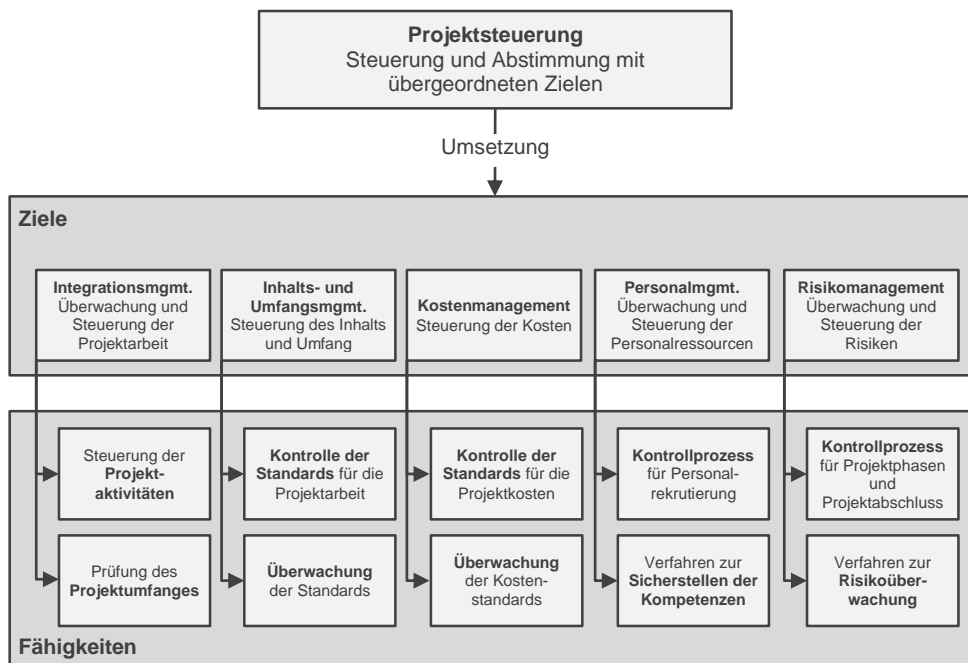 Projektsteuerung
Steuerung und Abstimmung mit
übergeordneten Zielen
Umsetzung
Ziele
Integrationsmgmt.
Überwachung und
Steuerung der
Projektarbeit
Inhalts- und
Umfangsmgmt.
Steuerung des Inhalts
und Umfang
Kostenmanagement
Steuerung der Kosten
Personalmgmt.
Überwachung und
Steuerung der
Personalressourcen
Risikomanagement
Überwachung und
Steuerung der
Risiken
Steuerung der
Projekt-
aktivitäten
Kontrolle der
Standards für die
Projektarbeit
Kontrolle der
Standards für die
Projektkosten
Kontrollprozess
für Personal-
rekrutierung
Kontrollprozess
für Projektphasen
und
Projektabschluss
Prüfung des
Projektumfanges
Überwachung
der Standards
Überwachung
der Kosten-
standards
Verfahren zur
Sicherstellen der
Kompetenzen
Verfahren zur
Risikoüber-
wachung
Fähigkeiten